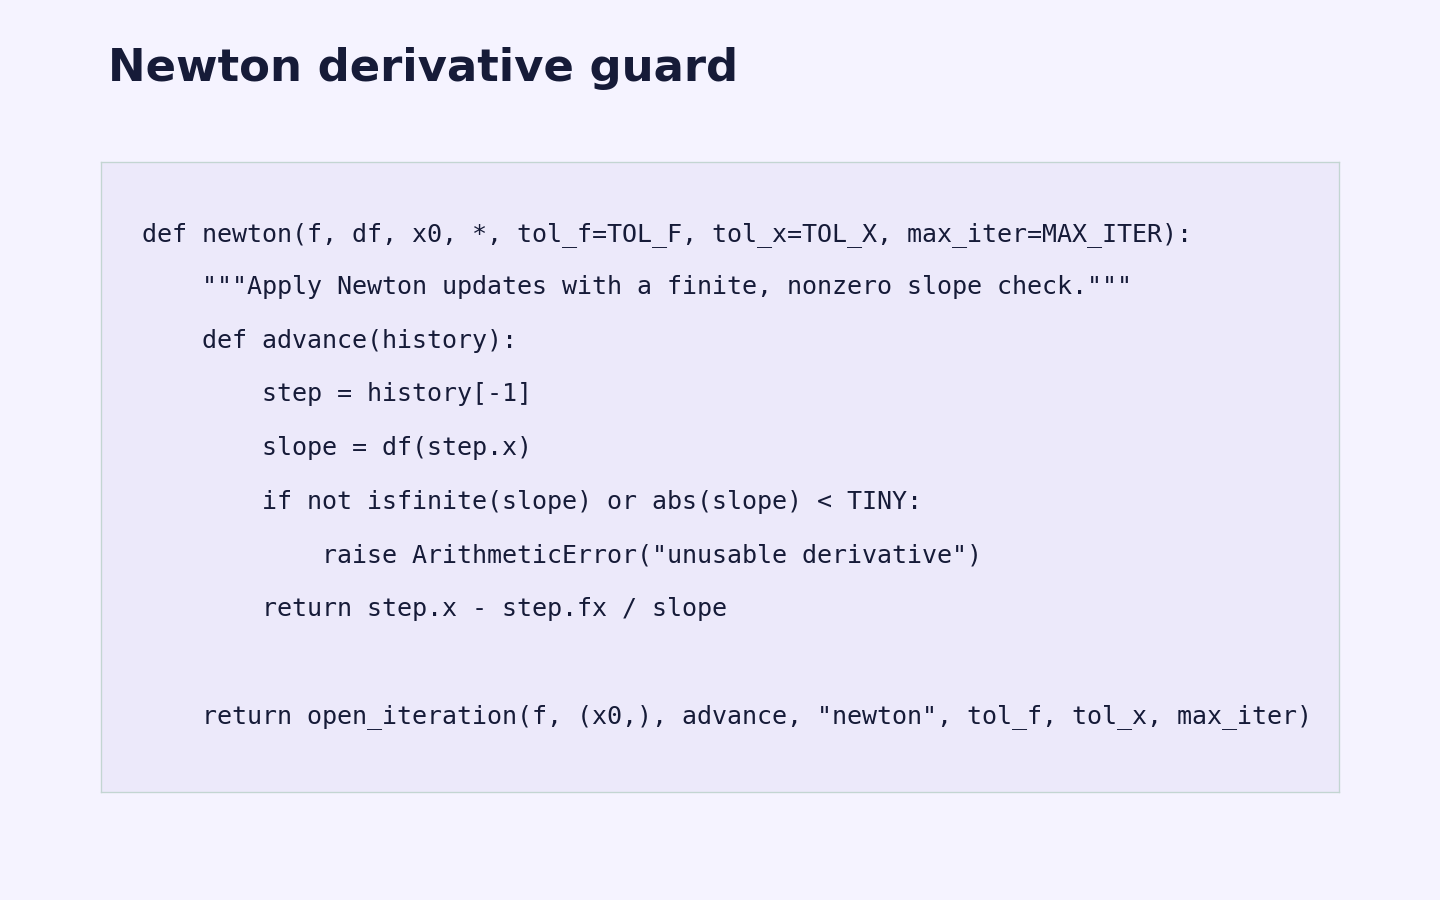 Newton derivative guard
def newton(f, df, x0, *, tol_f=TOL_F, tol_x=TOL_X, max_iter=MAX_ITER):
    """Apply Newton updates with a finite, nonzero slope check."""
    def advance(history):
        step = history[-1]
        slope = df(step.x)
        if not isfinite(slope) or abs(slope) < TINY:
            raise ArithmeticError("unusable derivative")
        return step.x - step.fx / slope
    return open_iteration(f, (x0,), advance, "newton", tol_f, tol_x, max_iter)